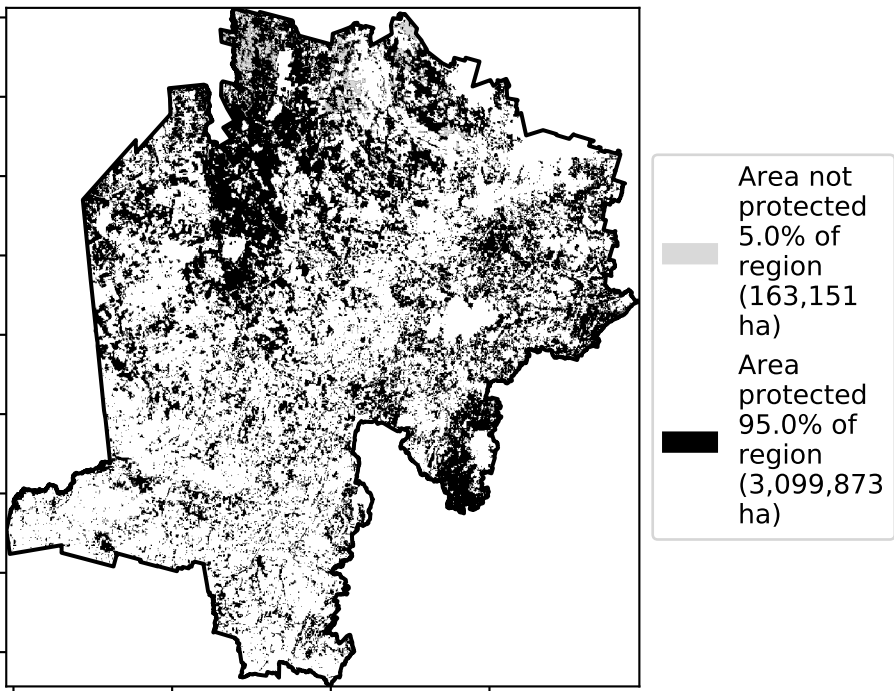 Area not
protected
5.0% of
region
(163,151
ha)
Area
protected
95.0% of
region
(3,099,873
ha)